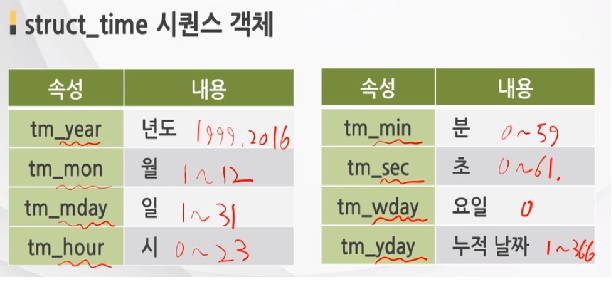 struct_time 시퀀스 객체
속성 내용
tm_year 년도 1999, 2016
tm_mon 월 1~12
tm_mday 일 1~31
tm_hour 시 0~23
속성 내용
tm_min 분 0~59
tm_sec 초 0~61.
tm_wday 요일 0
tm_yday 누적 날짜 1~366